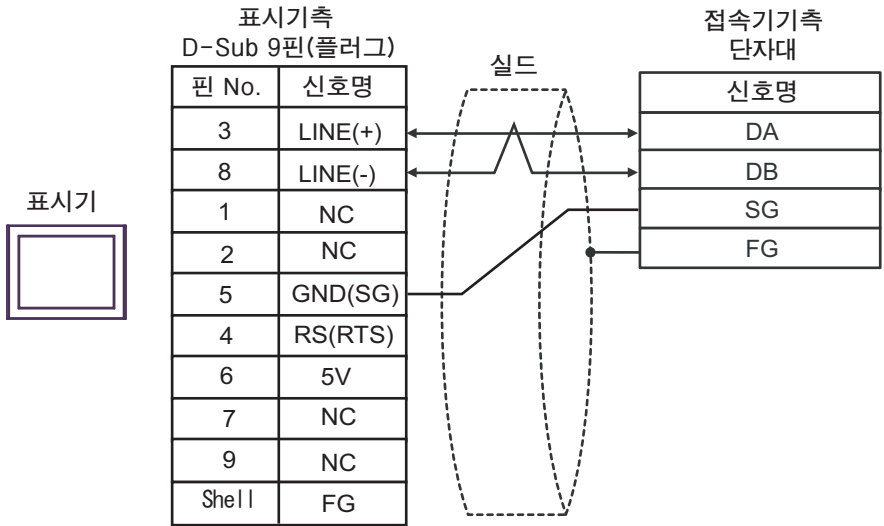 표시기측
D-Sub 9핀(플러그)
핀 No. 신호명
3 LINE(+)
8 LINE(-)
1 NC
2 NC
5 GND(SG)
4 RS(RTS)
6 5V
7 NC
9 NC
Shell FG
표시기
실드
접속기기측
단자대
신호명
DA
DB
SG
FG